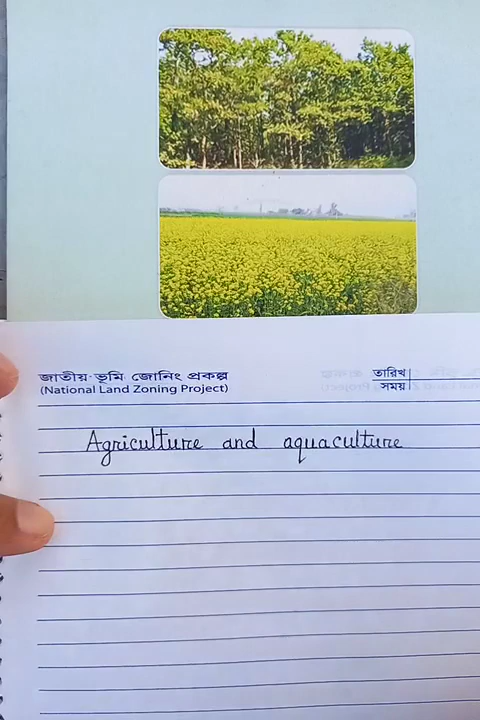 জাতীয় ভূমি জোনিং প্রকল্প
(National Land Zoning Project)
তারিখ
সময়
Agriculture and aquaculture